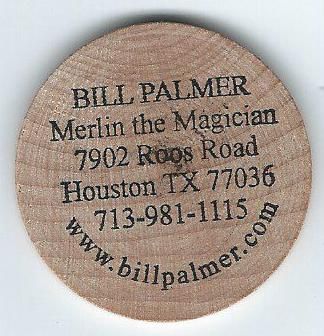 BILL PALMER
Merlin the Magician
7902 Roos Road
Houston TX 77036
713-981-1115
www.billpalmer.com